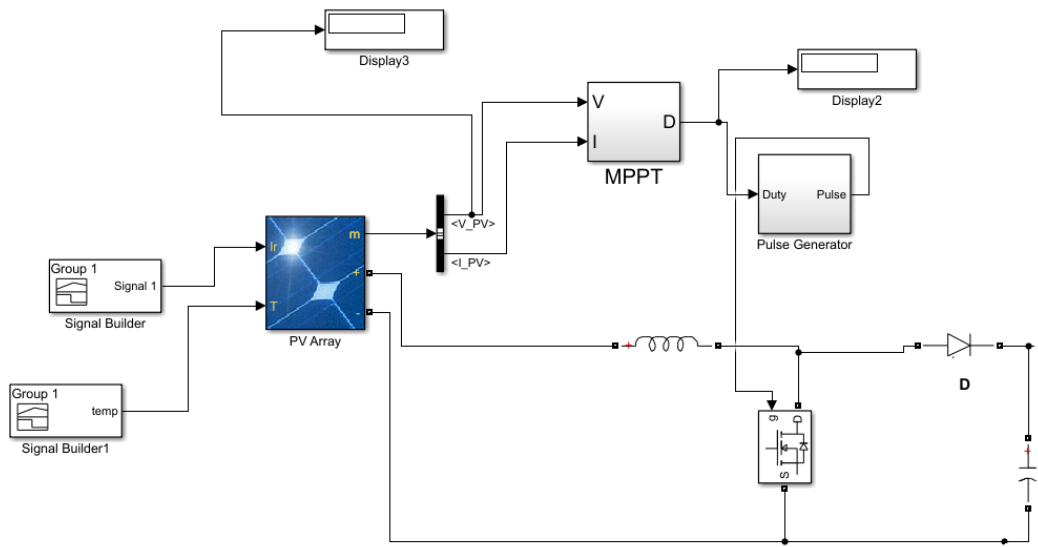 Display3
Display2
V
I
D
MPPT
Duty
Pulse
Pulse Generator
<V_PV>
<I_PV>
Ir
T
m
+
-
PV Array
Group 1
Signal 1
Signal Builder
Group 1
temp
Signal Builder1
+
D
g
D
S
+